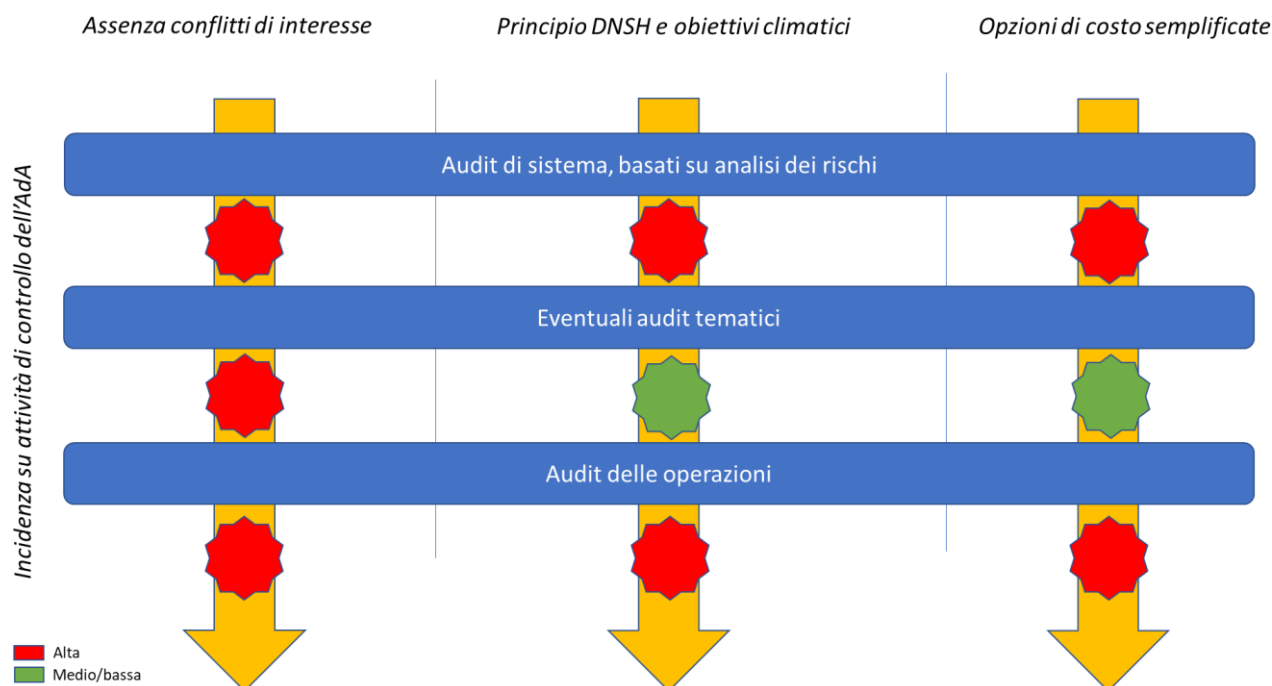 Assenza conflitti di interesse
Principio DNSH e obiettivi climatici
Opzioni di costo semplificate
Incidenza su attività di controllo dell'AdA
Audit di sistema, basati su analisi dei rischi
Eventuali audit tematici
Audit delle operazioni
Alta
Medio/bassa